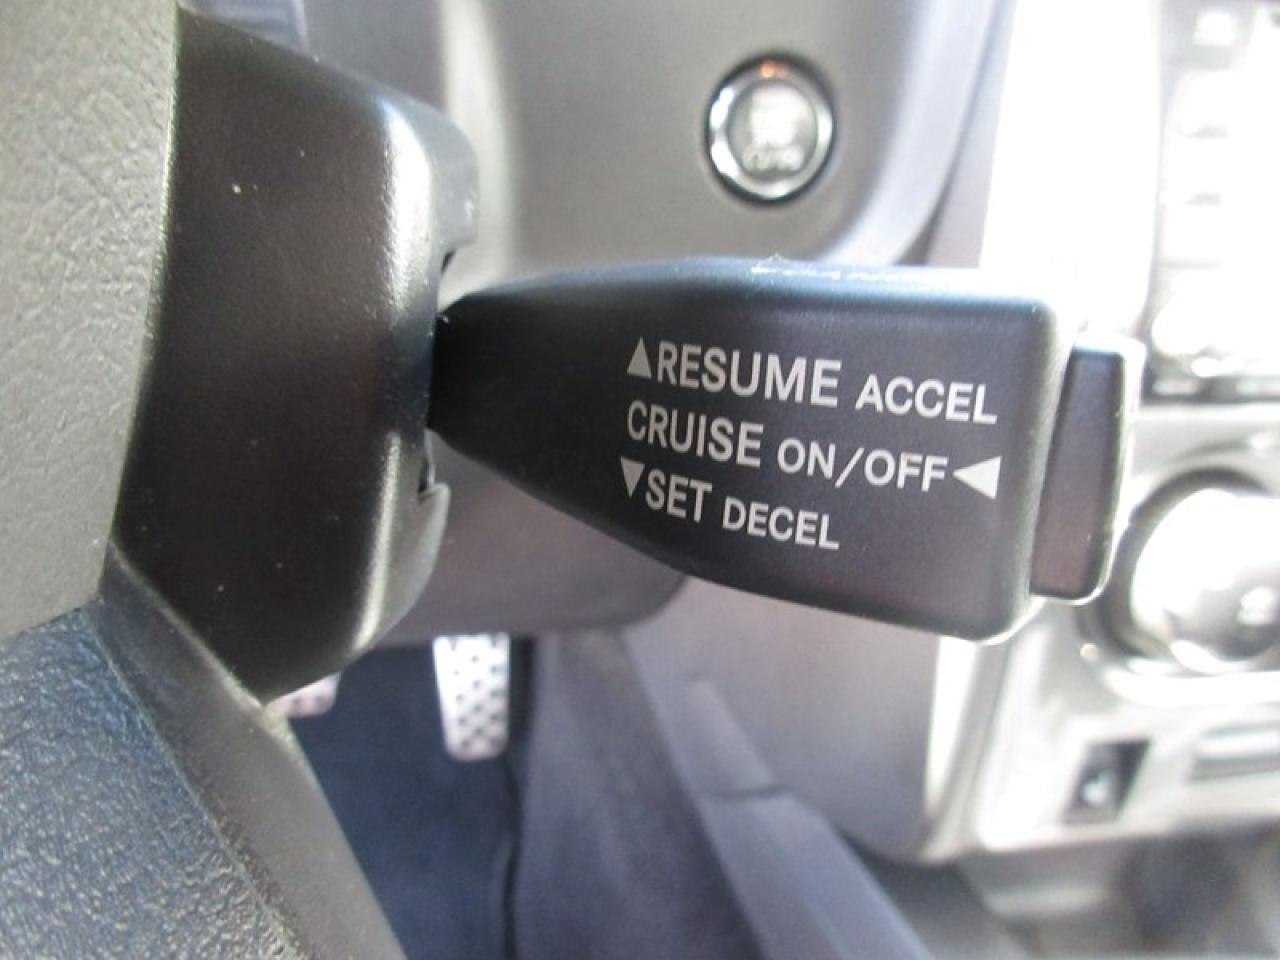 ▲RESUME ACCEL
CRUISE ON/OFF◀
▼SET DECEL